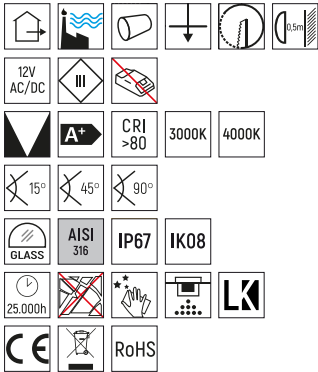 0,5m
12V
AC/DC
III
A+
CRI
>80
3000K
4000K
15°
45°
90°
GLASS
AISI
316
IP67
IK08
25.000h
LK
CE
RoHS